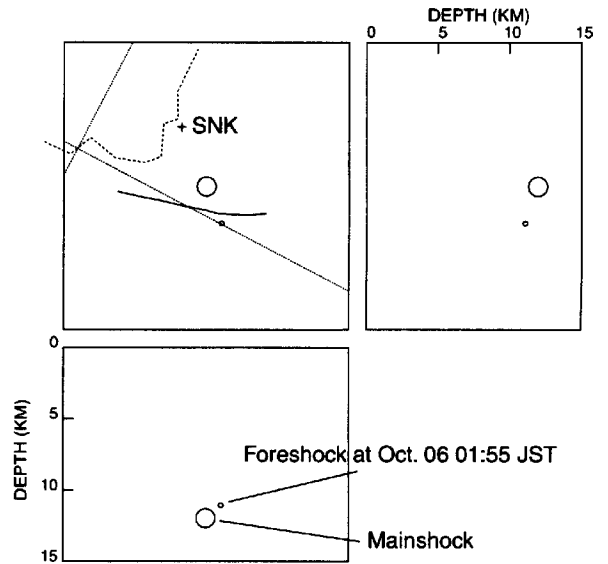 DEPTH (KM)
0 5 10 15
+ SNK
0
5
10
15
DEPTH (KM)
Foreshock at Oct. 06 01:55 JST
Mainshock